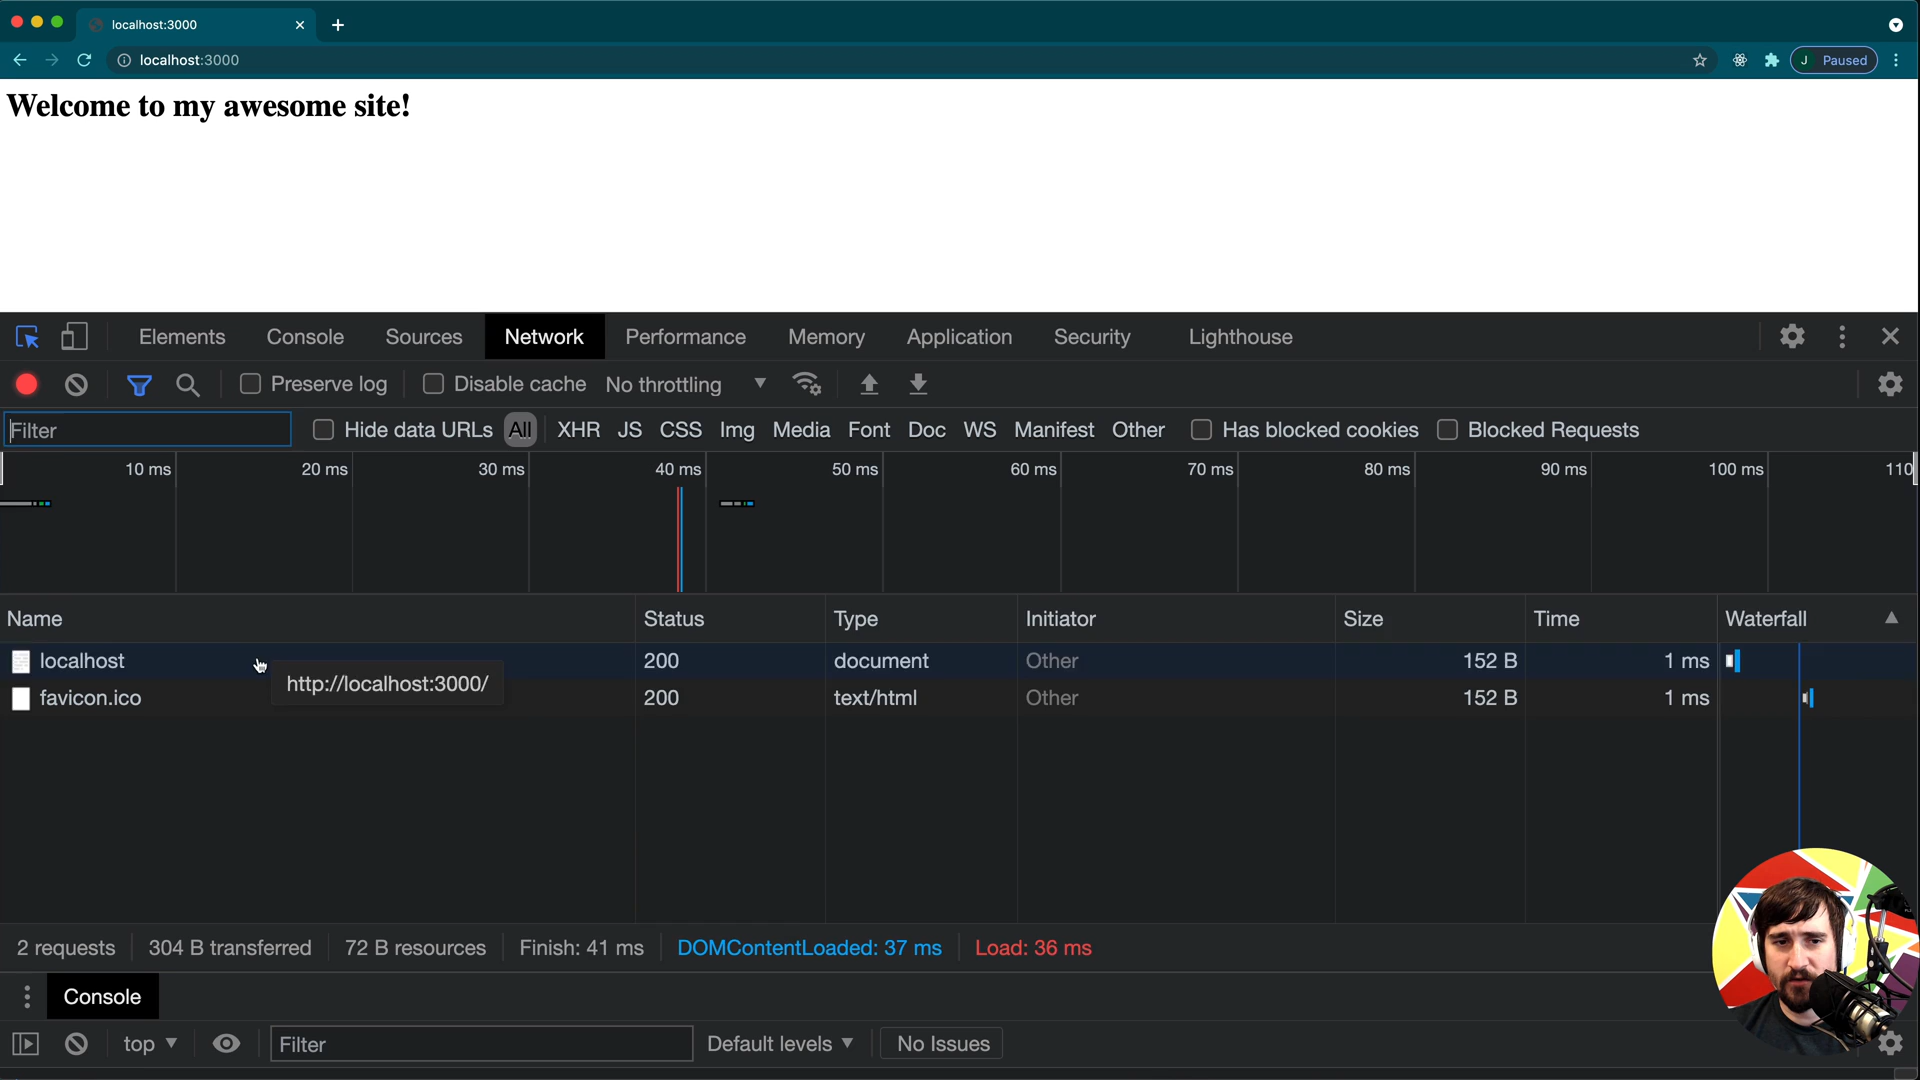 localhost:3000
localhost:3000
J Paused
Welcome to my awesome site!
Elements Console Sources Network Performance Memory Application Security Lighthouse
Preserve log Disable cache No throttling
Filter Hide data URLs All XHR JS CSS Img Media Font Doc WS Manifest Other Has blocked cookies Blocked Requests
10 ms 20 ms 30 ms 40 ms 50 ms 60 ms 70 ms 80 ms 90 ms 100 ms 110
Name Status Type Initiator Size Time Waterfall
localhost 200 document Other 152 B 1 ms
http://localhost:3000/
favicon.ico 200 text/html Other 152 B 1 ms
2 requests 304 B transferred 72 B resources Finish: 41 ms DOMContentLoaded: 37 ms Load: 36 ms
Console
top Filter Default levels No Issues